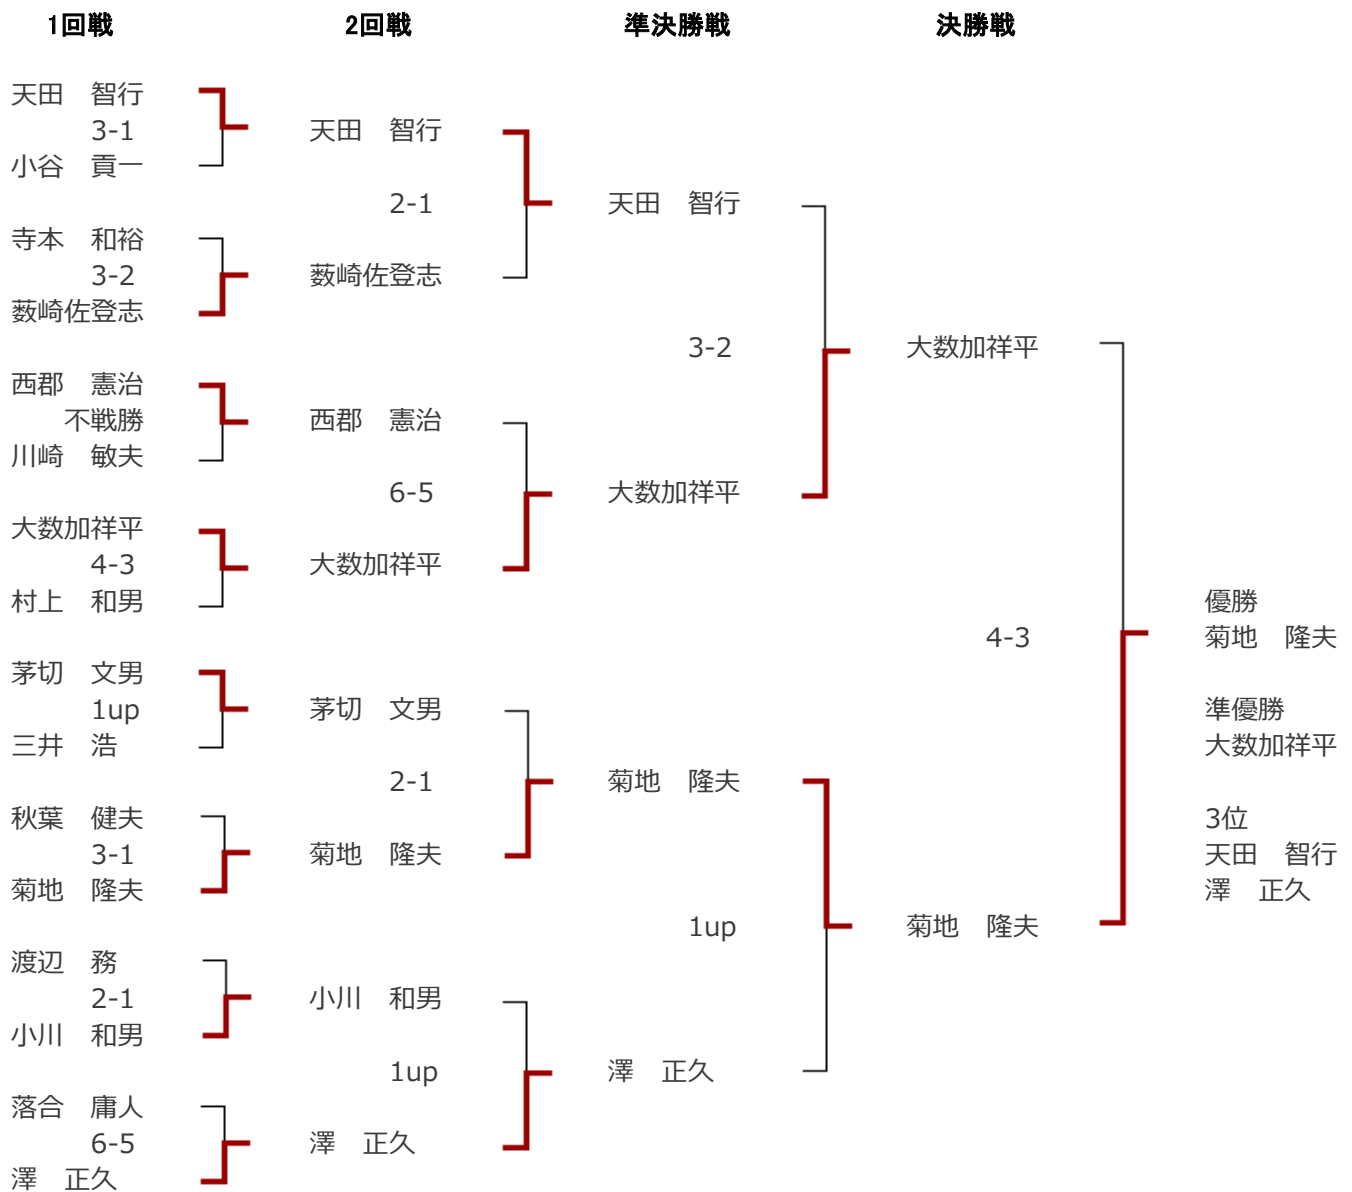 1回戦
2回戦
準決勝戦
決勝戦
天田　智行
3-1
小谷　貢一
寺本　和裕
3-2
薮崎佐登志
西郡　憲治
不戦勝
川崎　敏夫
大数加祥平
4-3
村上　和男
茅切　文男
1up
三井　浩
秋葉　健夫
3-1
菊地　隆夫
渡辺　務
2-1
小川　和男
落合　庸人
6-5
澤　正久
天田　智行
2-1
薮崎佐登志
西郡　憲治
6-5
大数加祥平
茅切　文男
2-1
菊地　隆夫
小川　和男
1up
澤　正久
天田　智行
3-2
大数加祥平
菊地　隆夫
1up
澤　正久
大数加祥平
4-3
菊地　隆夫
優勝
菊地　隆夫
準優勝
大数加祥平
3位
天田　智行
澤　正久